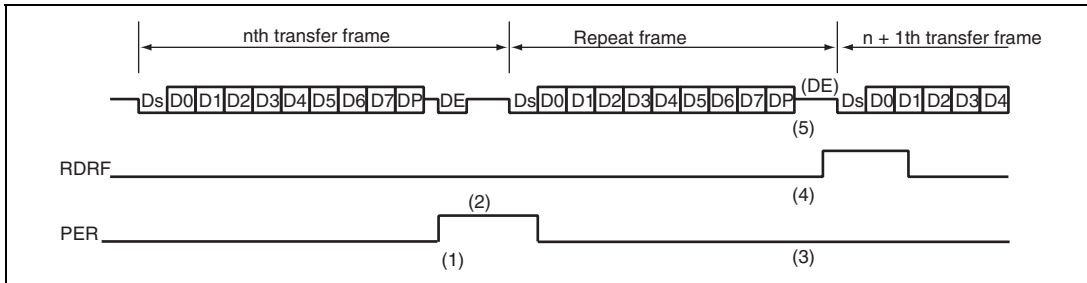 nth transfer frame Repeat frame n + 1th transfer frame
(DE)
Ds D0 D1 D2 D3 D4 D5 D6 D7 DP DE Ds D0 D1 D2 D3 D4 D5 D6 D7 DP Ds D0 D1 D2 D3 D4
(5)
RDRF
(4)
(2)
PER
(1) (3)